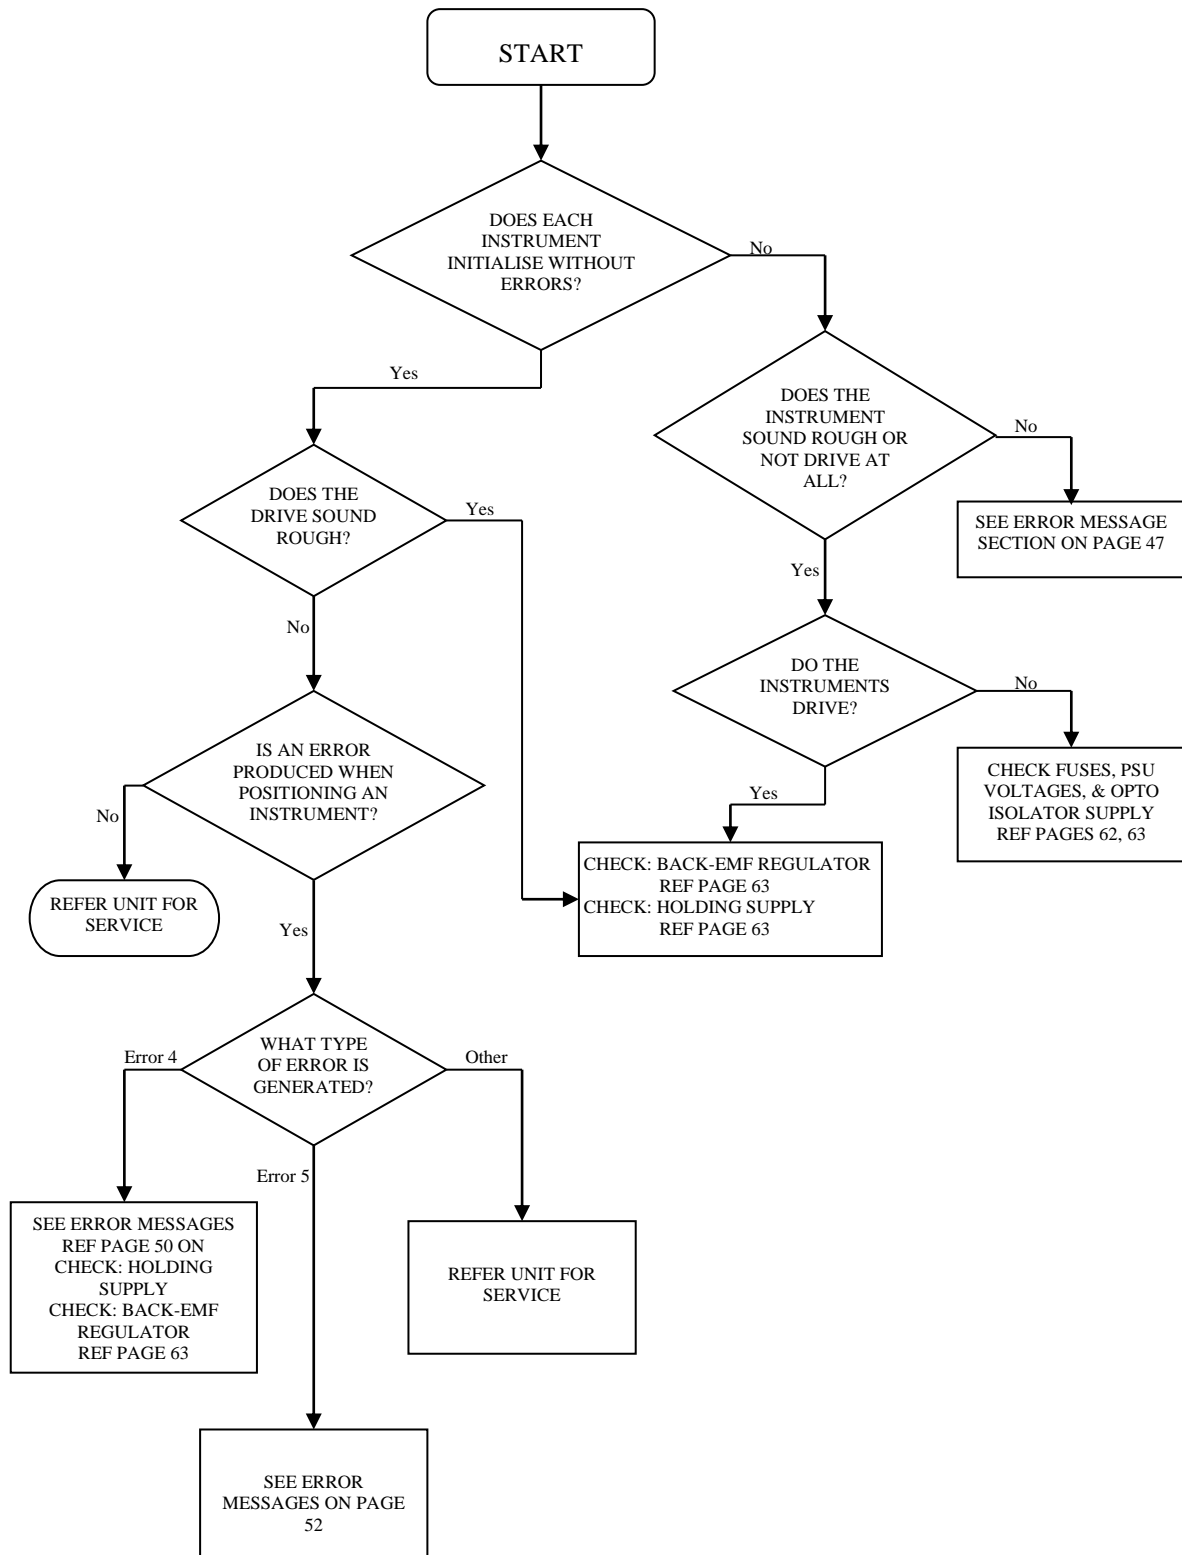 START
DOES EACH
INSTRUMENT
INITIALISE WITHOUT
ERRORS?
No
Yes
DOES THE
INSTRUMENT
SOUND ROUGH OR
NOT DRIVE AT
ALL?
No
SEE ERROR MESSAGE
SECTION ON PAGE 47
Yes
DOES THE
DRIVE SOUND
ROUGH?
Yes
No
DO THE
INSTRUMENTS
DRIVE?
No
CHECK FUSES, PSU
VOLTAGES, & OPTO
ISOLATOR SUPPLY
REF PAGES 62, 63
Yes
IS AN ERROR
PRODUCED WHEN
POSITIONING AN
INSTRUMENT?
No
REFER UNIT FOR
SERVICE
Yes
CHECK: BACK-EMF REGULATOR
REF PAGE 63
CHECK: HOLDING SUPPLY
REF PAGE 63
WHAT TYPE
OF ERROR IS
GENERATED?
Error 4
Other
Error 5
SEE ERROR MESSAGES
REF PAGE 50 ON
CHECK: HOLDING
SUPPLY
CHECK: BACK-EMF
REGULATOR
REF PAGE 63
REFER UNIT FOR
SERVICE
SEE ERROR
MESSAGES ON PAGE
52